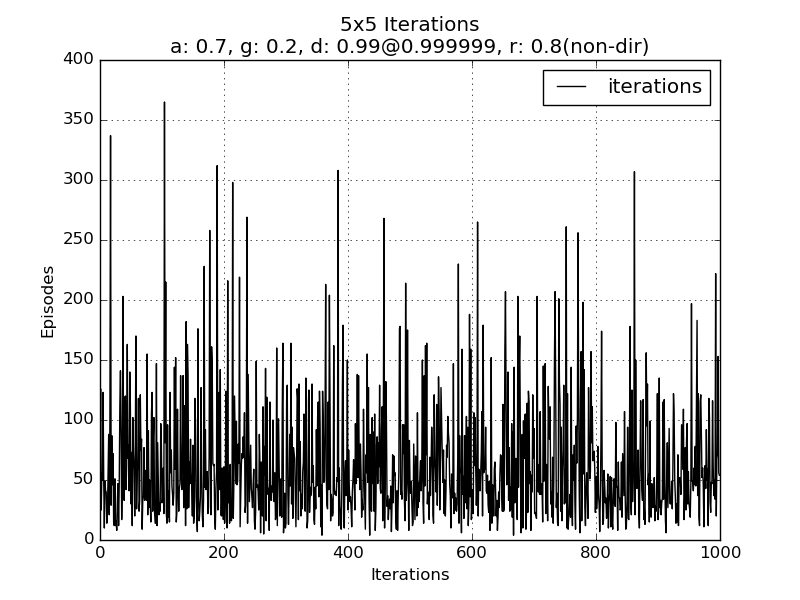 5x5 Iterations
a: 0.7, g: 0.2, d: 0.99@0.999999, r: 0.8(non-dir)
iterations
400
350
300
250
200
150
100
50
0
Episodes
0 200 400 600 800 1000
Iterations